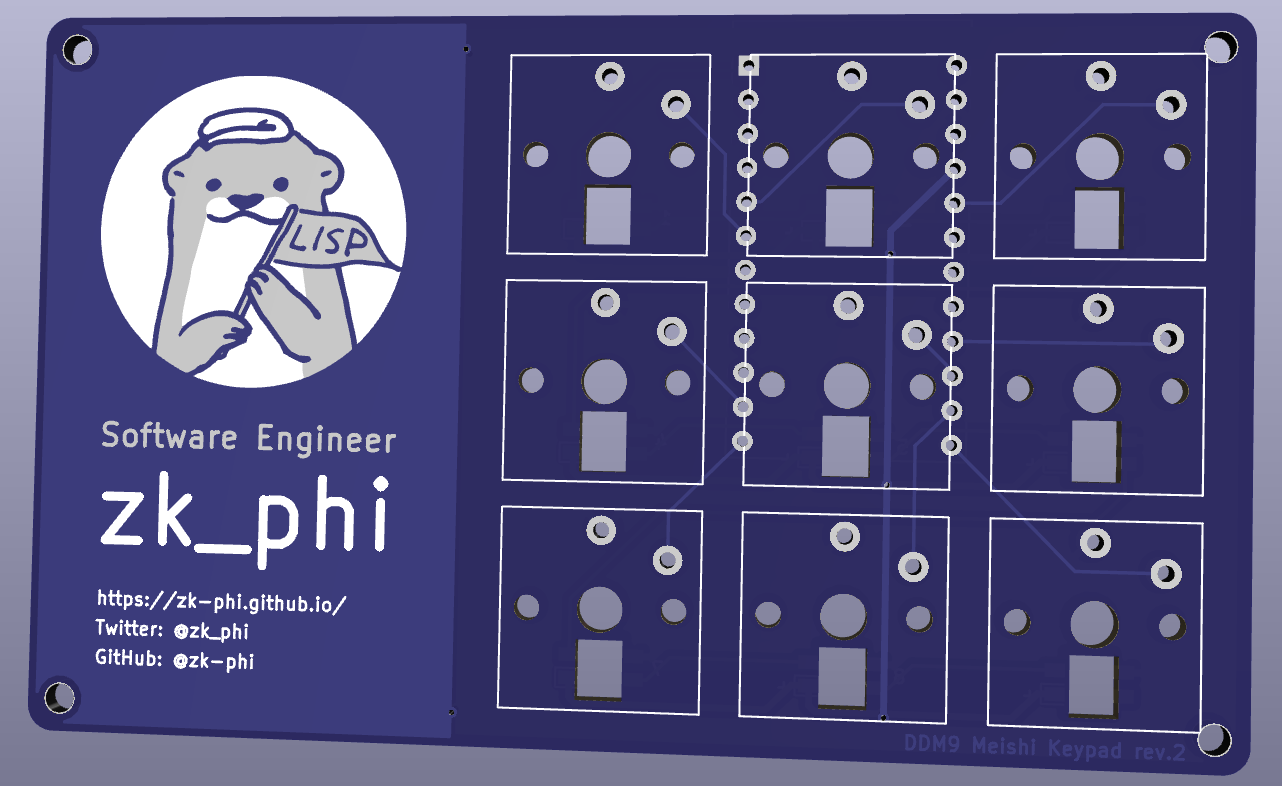 LISP
Software Engineer
zk_phi
https://zk-phi.github.io/
Twitter: @zk_phi
GitHub: @zk-phi
DDM9 Meishi Keypad rev.2